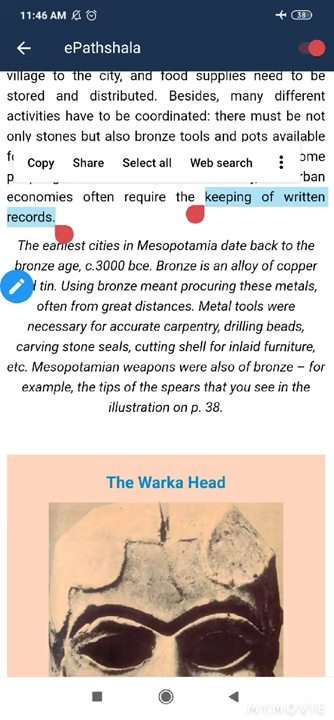 11:46 AM
38
ePathshala
village to the city, and food supplies need to be
stored and distributed. Besides, many different
activities have to be coordinated: there must be not
only stones but also bronze tools and pots available
Copy Share Select all Web search
economies often require the keeping of written
records.
The earliest cities in Mesopotamia date back to the
bronze age, c.3000 bce. Bronze is an alloy of copper
tin. Using bronze meant procuring these metals,
often from great distances. Metal tools were
necessary for accurate carpentry, drilling beads,
carving stone seals, cutting shell for inlaid furniture,
etc. Mesopotamian weapons were also of bronze – for
example, the tips of the spears that you see in the
illustration on p. 38.
The Warka Head
MYMOVIE